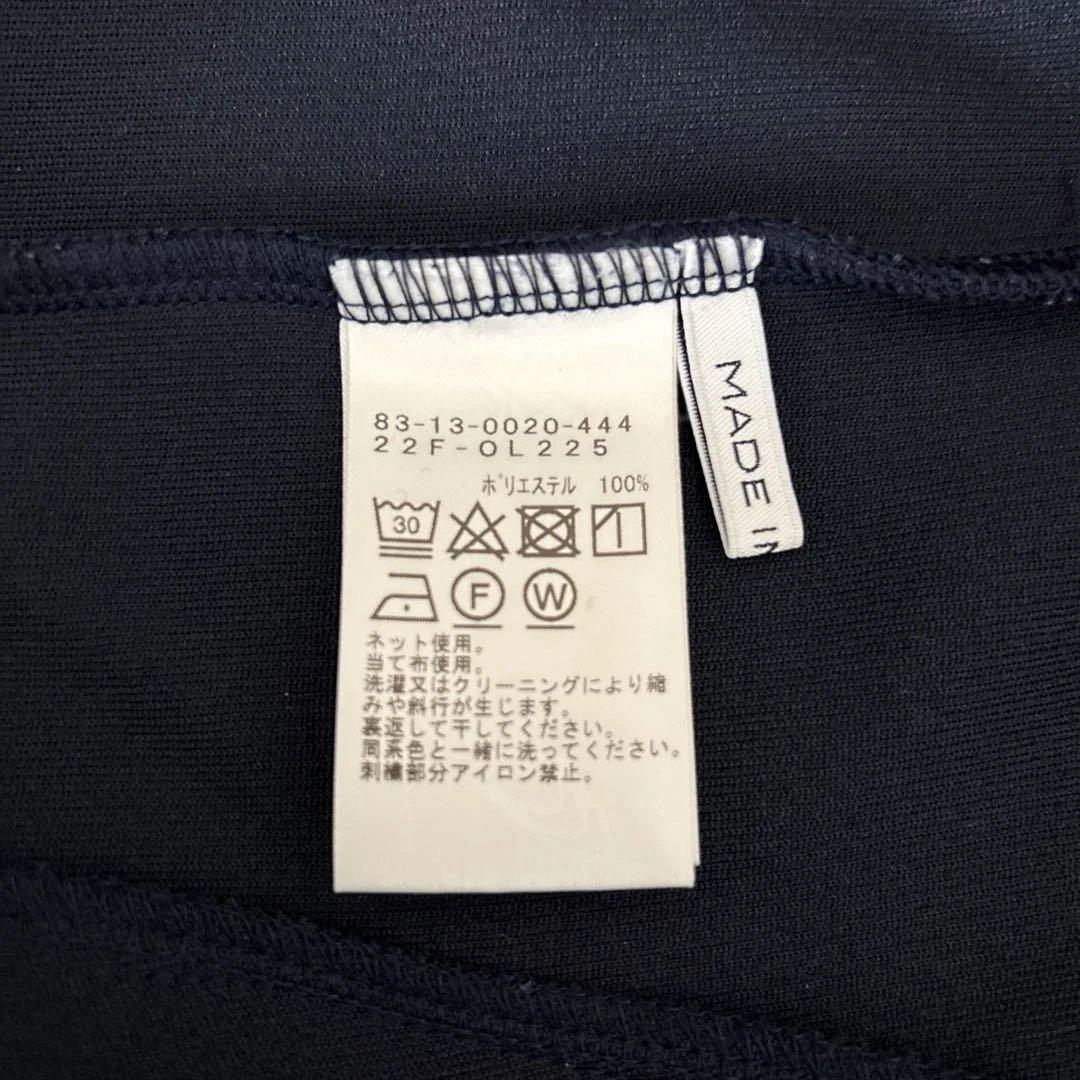 83-13-0020-444
22F-OL225
ポリエステル 100%
30
F W
ネット使用。
当て布使用。
洗濯又はクリーニングにより縮
みや斜行が生じます。
裏返しで干してください。
同系色と一緒に洗ってください。
刺繍部分アイロン禁止。
MADE IN